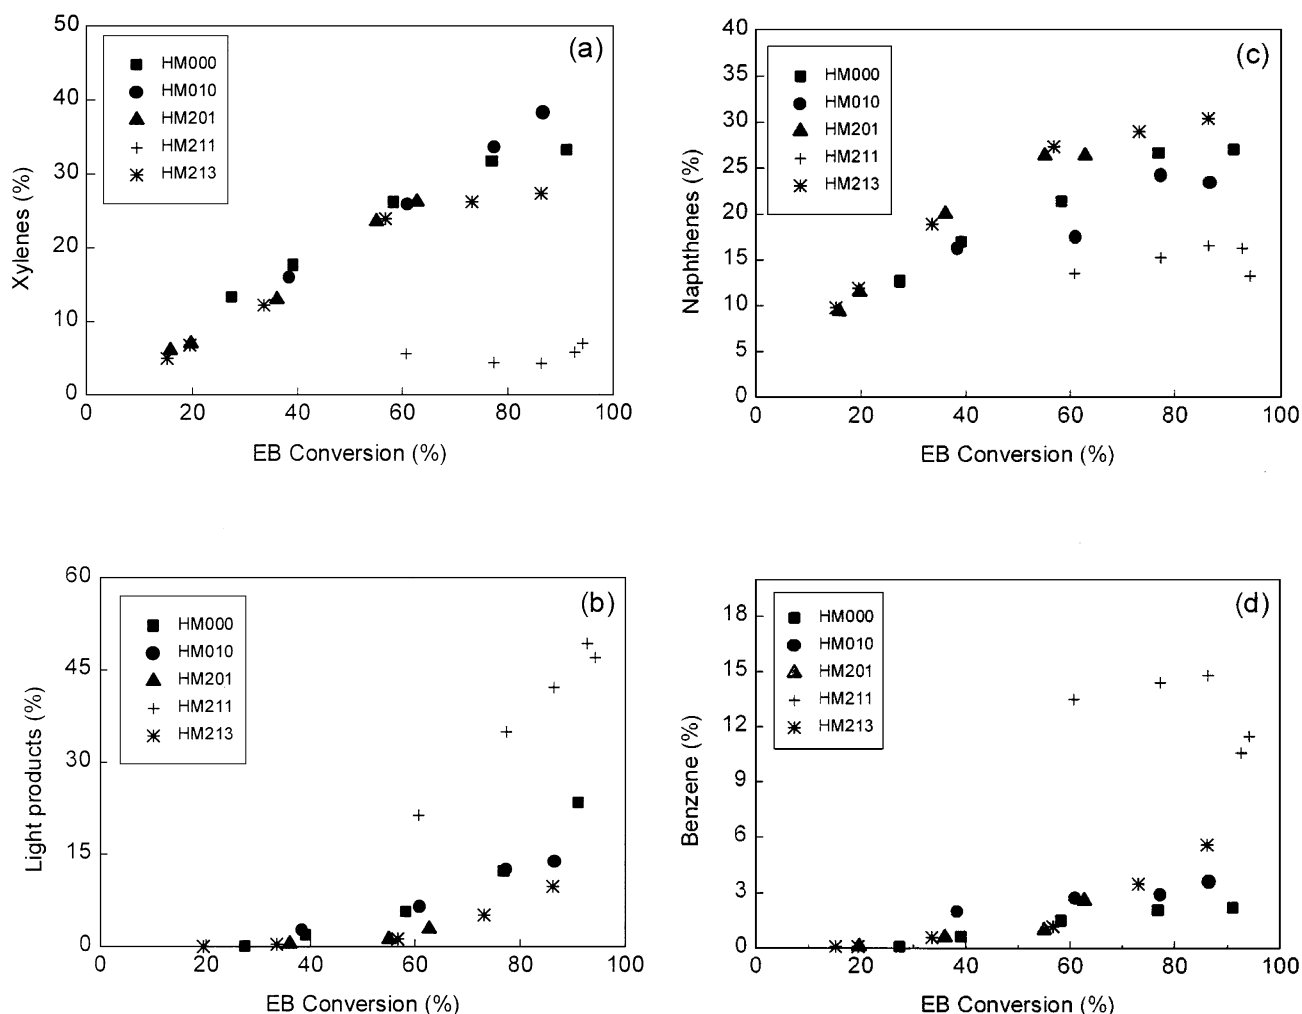 (a)
50
40
30
20
10
0
Xylenes (%)
HM000
HM010
HM201
HM211
HM213
0 20 40 60 80 100
EB Conversion (%)
(c)
40
35
30
25
20
15
10
5
0
Naphthenes (%)
HM000
HM010
HM201
HM211
HM213
0 20 40 60 80 100
EB Conversion (%)
(b)
60
45
30
15
0
Light products (%)
HM000
HM010
HM201
HM211
HM213
0 20 40 60 80 100
EB Conversion (%)
(d)
18
15
12
9
6
3
0
Benzene (%)
HM000
HM010
HM201
HM211
HM213
0 20 40 60 80 100
EB Conversion (%)